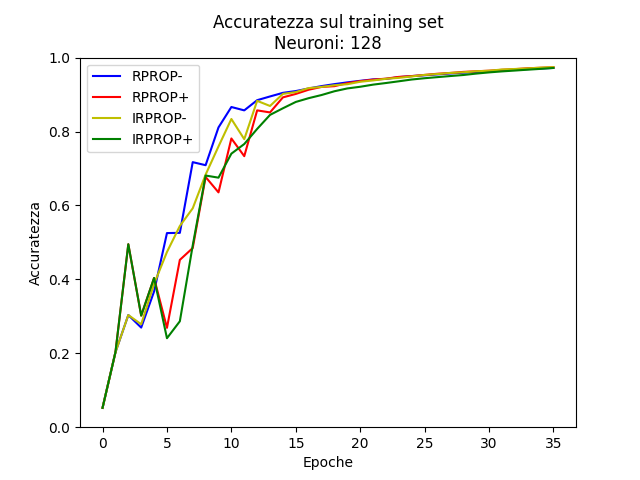 Accuratezza sul training set
Neuroni: 128
1.0
0.8
0.6
0.4
0.2
0.0
Accuratezza
RPROP-
RPROP+
IRPROP-
IRPROP+
0 5 10 15 20 25 30 35
Epoche